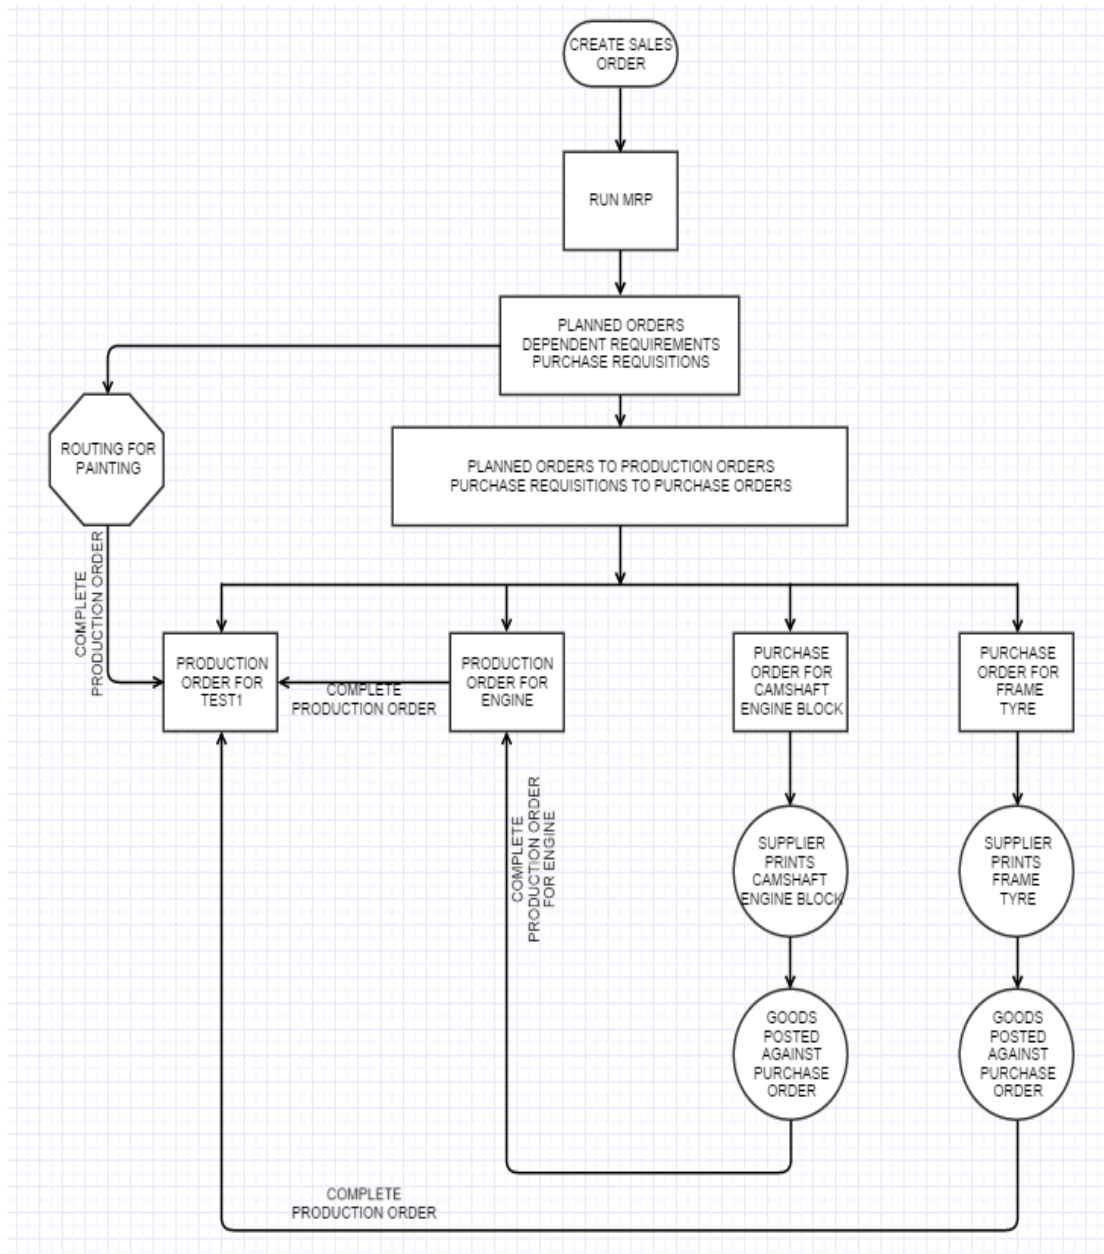 CREATE SALES
ORDER
RUN MRP
PLANNED ORDERS
DEPENDENT REQUIREMENTS
PURCHASE REQUISITIONS
ROUTING FOR
PAINTING
PLANNED ORDERS TO PRODUCTION ORDERS
PURCHASE REQUISITIONS TO PURCHASE ORDERS
COMPLETE
PRODUCTION ORDER
PRODUCTION
ORDER FOR
TEST1
COMPLETE
PRODUCTION ORDER
PRODUCTION
ORDER FOR
ENGINE
PURCHASE
ORDER FOR
CAMSHAFT
ENGINE BLOCK
PURCHASE
ORDER FOR
FRAME
TYRE
COMPLETE
PRODUCTION ORDER
FOR ENGINE
SUPPLIER
PRINTS
CAMSHAFT
ENGINE BLOCK
SUPPLIER
PRINTS
FRAME
TYRE
GOODS
POSTED
AGAINST
PURCHASE
ORDER
GOODS
POSTED
AGAINST
PURCHASE
ORDER
COMPLETE
PRODUCTION ORDER